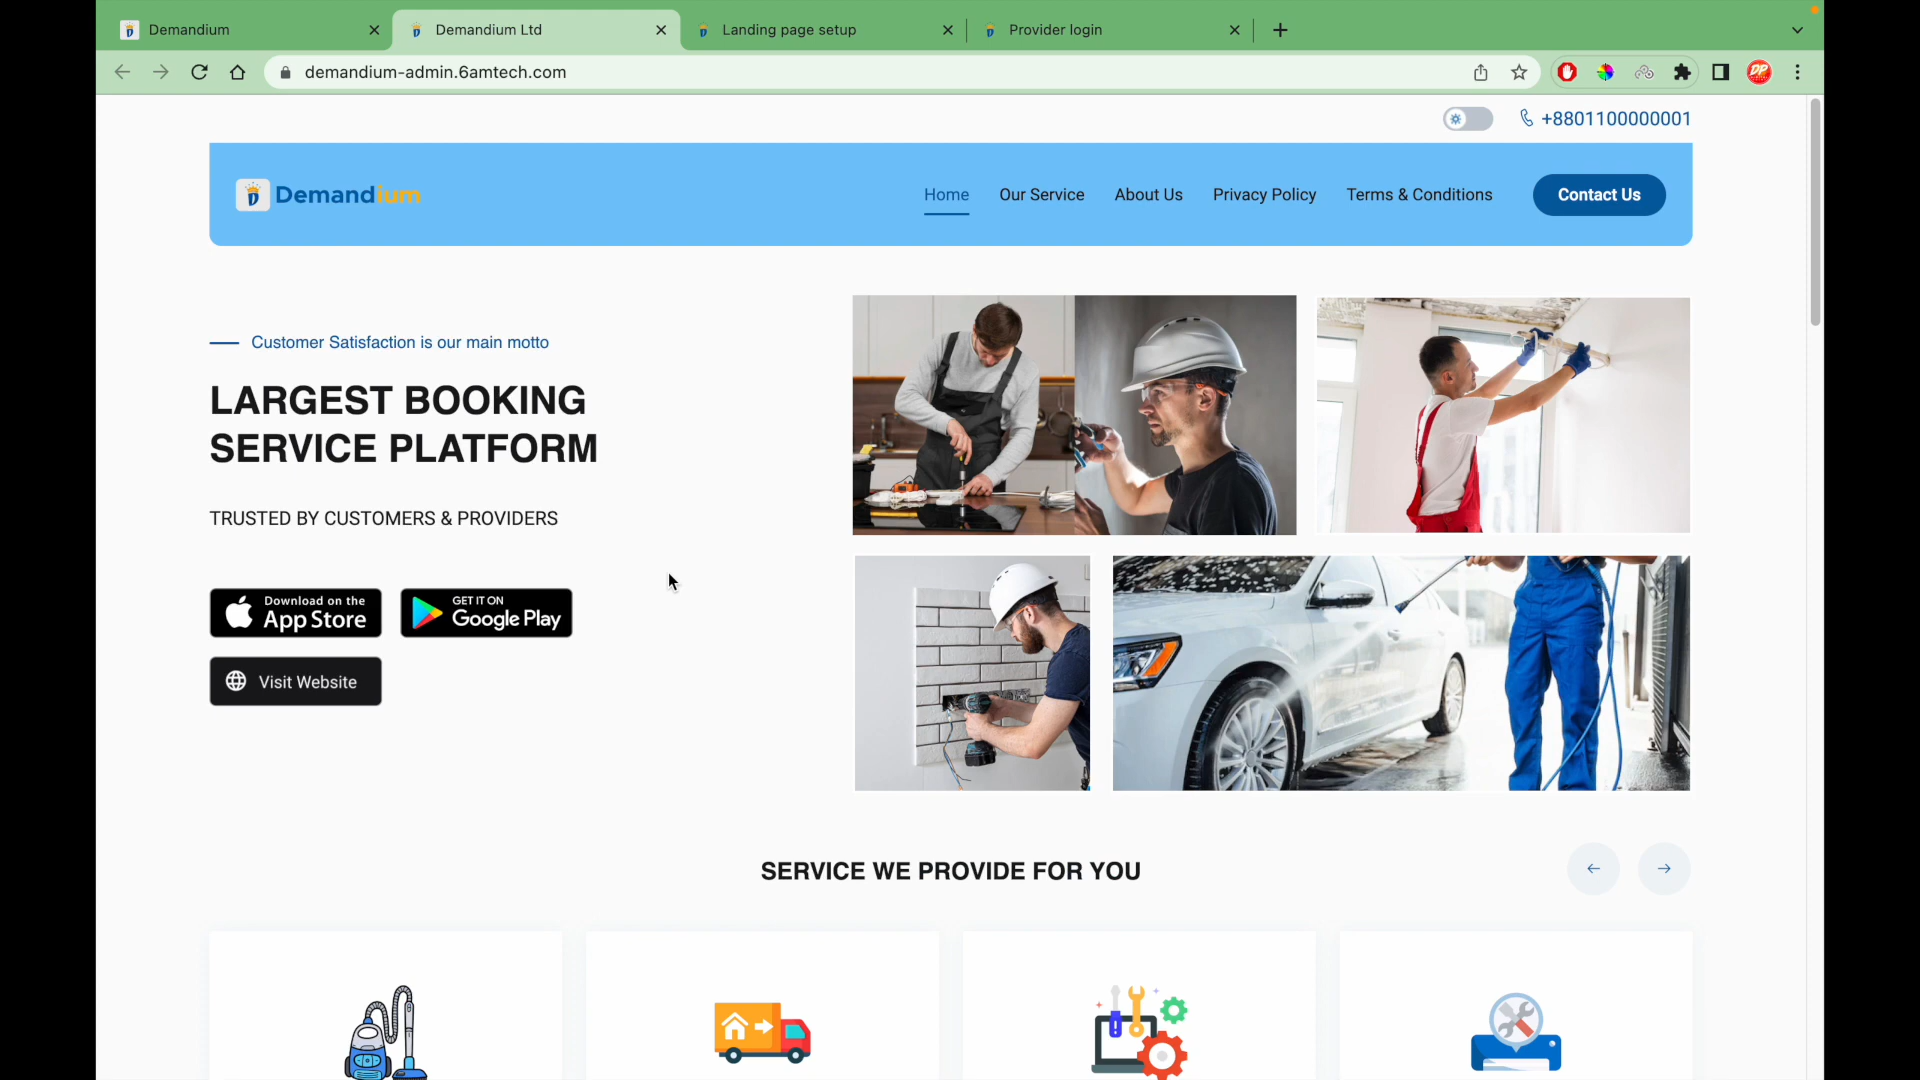 Demandium
Demandium Ltd
Landing page setup
Provider login
demandium-admin.6amtech.com
+8801100000001
Demandium
Home
Our Service
About Us
Privacy Policy
Terms & Conditions
Contact Us
Customer Satisfaction is our main motto
LARGEST BOOKING
SERVICE PLATFORM
TRUSTED BY CUSTOMERS & PROVIDERS
Download on the
App Store
GET IT ON
Google Play
Visit Website
SERVICE WE PROVIDE FOR YOU